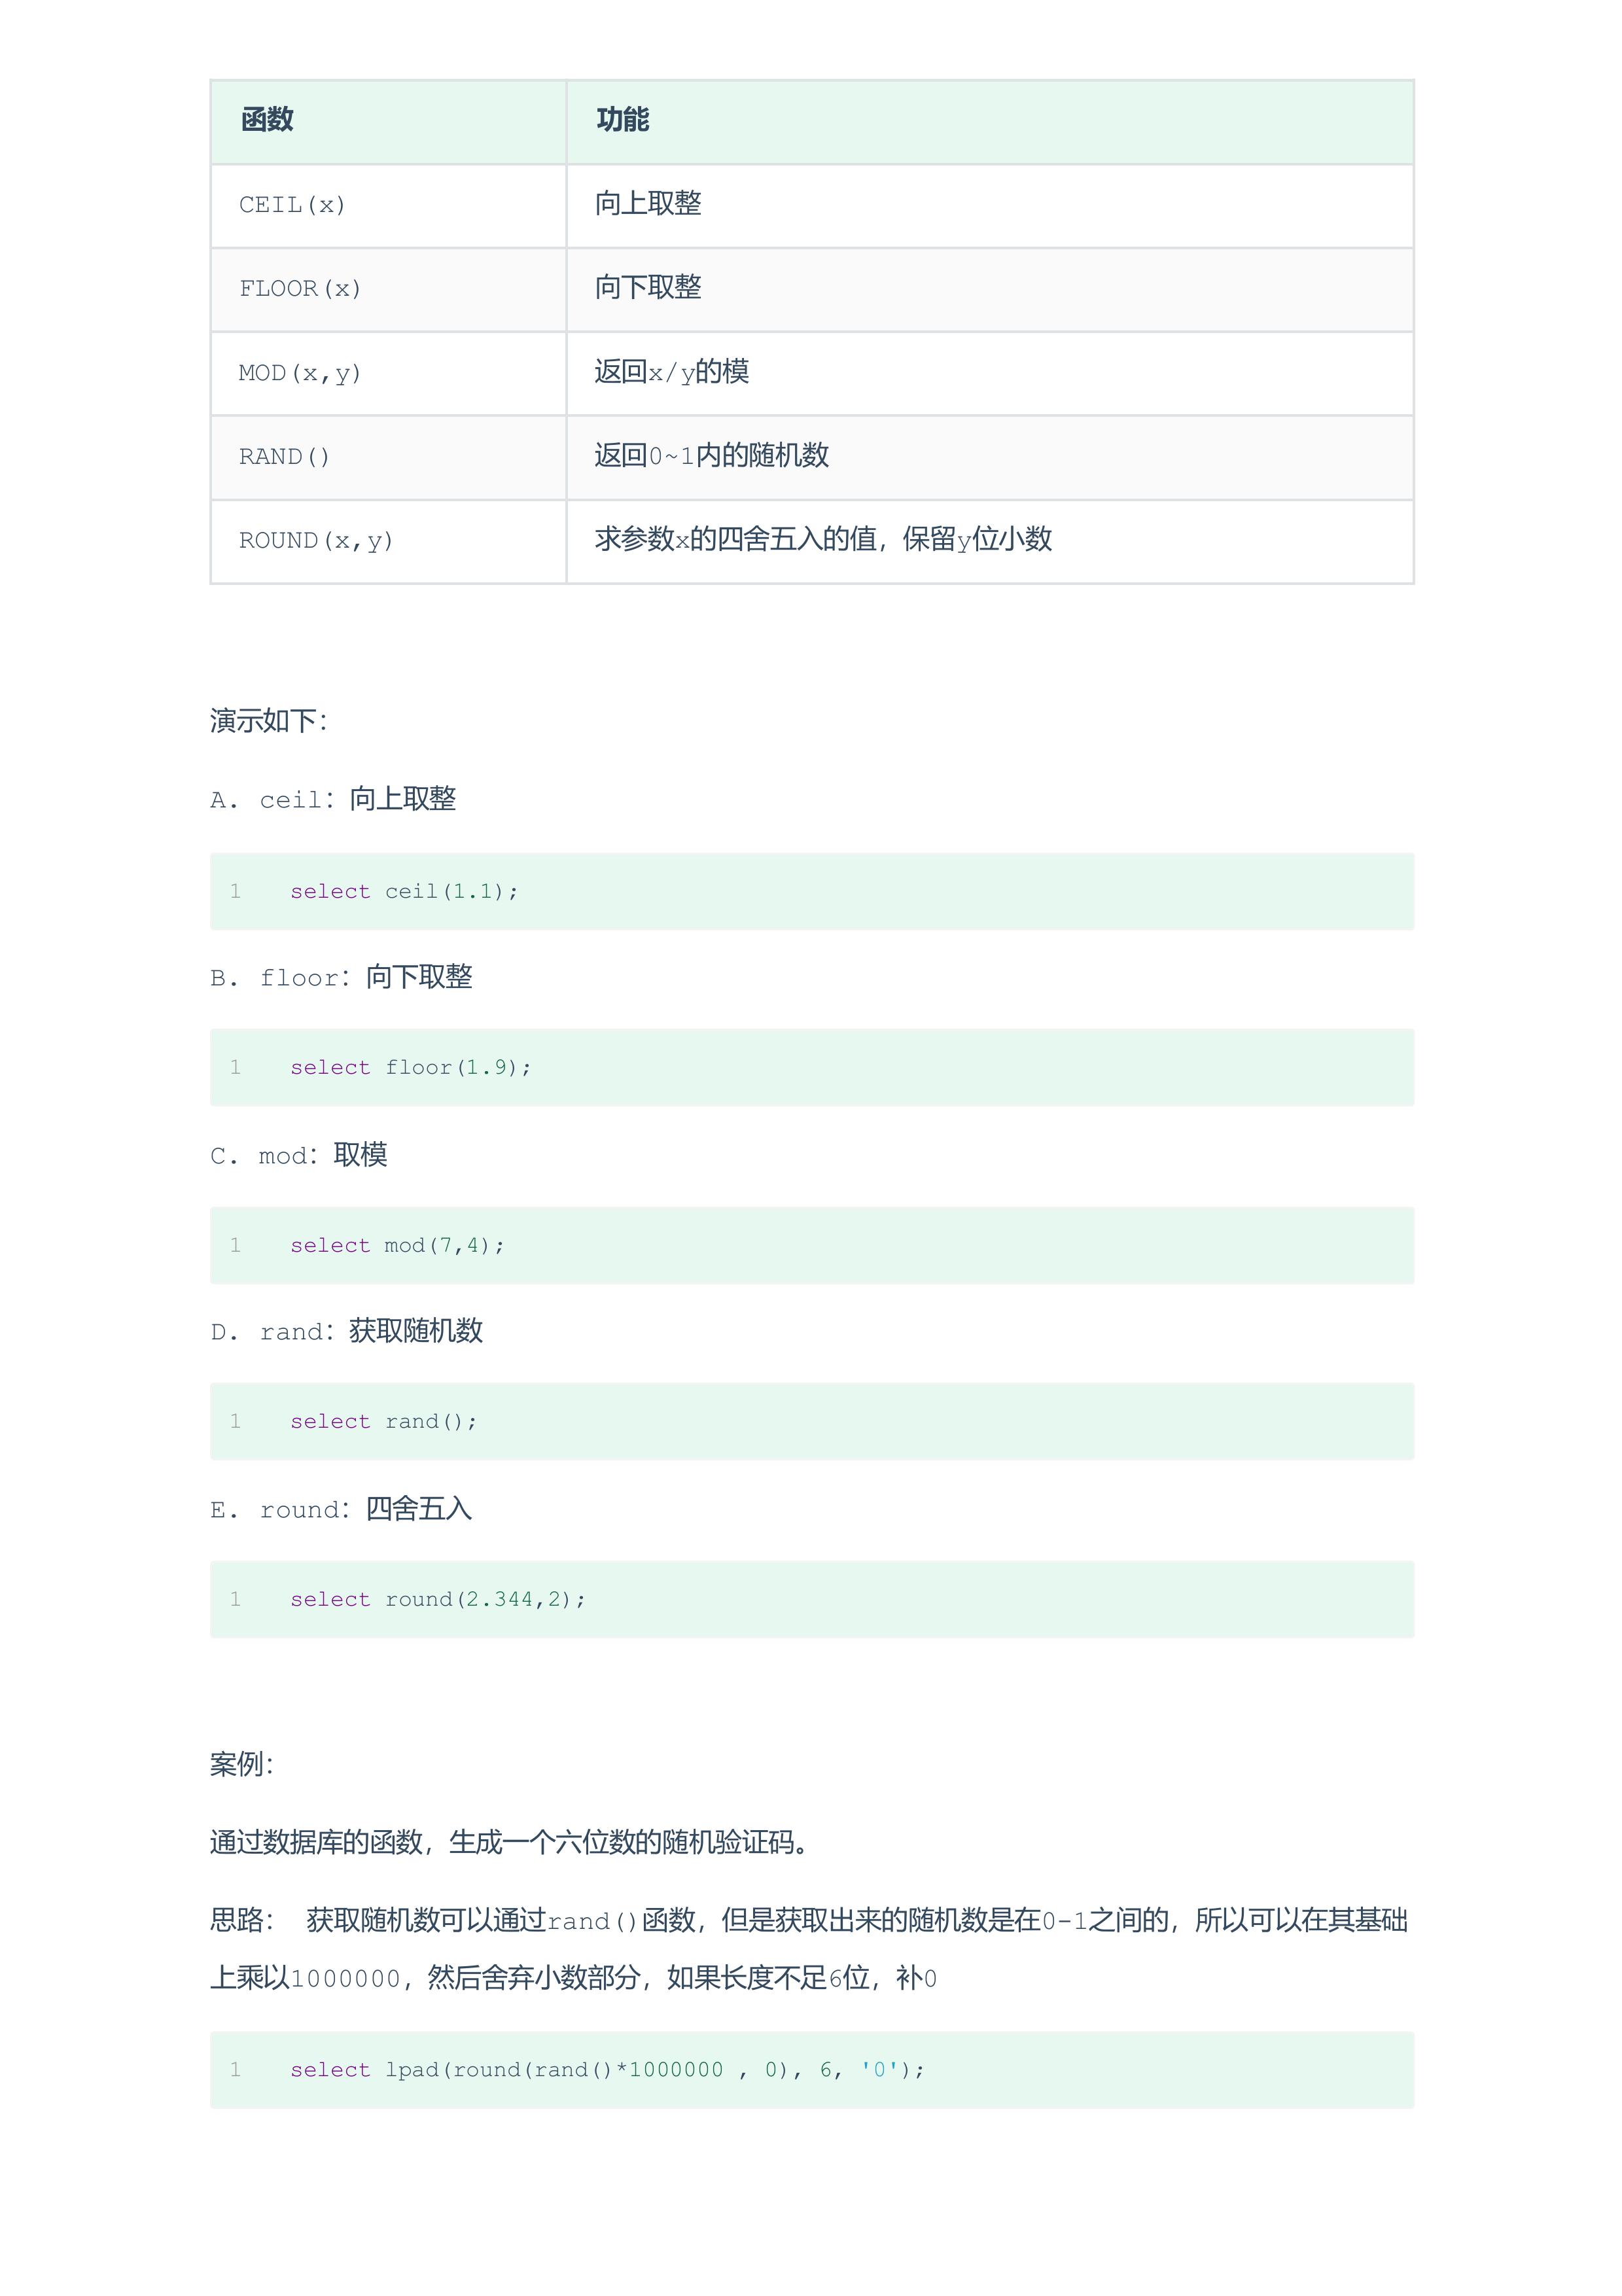 函数 功能
CEIL(x) 向上取整
FLOOR(x) 向下取整
MOD(x,y) 返回x/y的模
RAND() 返回0~1内的随机数
ROUND(x,y) 求参数x的四舍五入的值，保留y位小数
演示如下：
A. ceil：向上取整
1 select ceil(1.1);
B. floor：向下取整
1 select floor(1.9);
C. mod：取模
1 select mod(7,4);
D. rand：获取随机数
1 select rand();
E. round：四舍五入
1 select round(2.344,2);
案例：
通过数据库的函数，生成一个六位数的随机验证码。
思路： 获取随机数可以通过rand()函数，但是获取出来的随机数是在0-1之间的，所以可以在其基础
上乘以1000000，然后舍弃小数部分，如果长度不足6位，补0
1 select lpad(round(rand()*1000000 , 0), 6, '0');